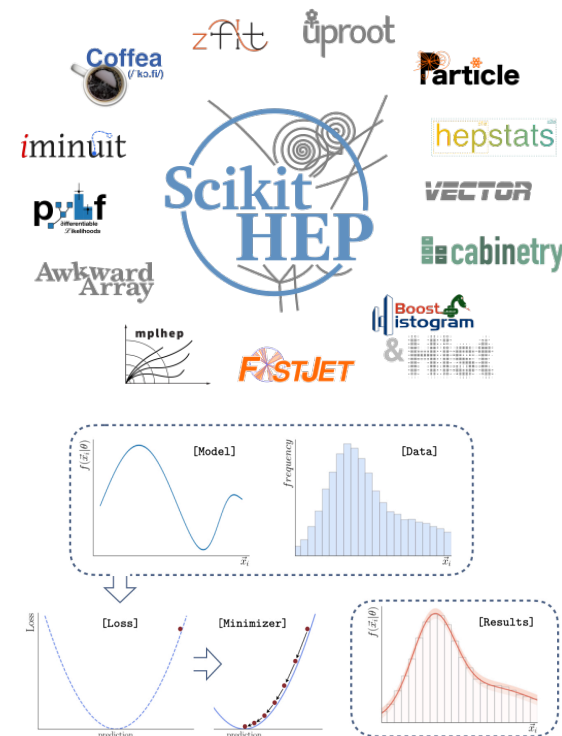 zfit
uproot
Coffea
(/ˈkɔ.fi/)
Particle
iminuit
hepstats
Scikit
HEP
pyhf
differentiable
Likelihoods
VECTOR
cabinetry
Awkward
Array
Boost
Histogram
& Hist
mplhep
FASTJET
f(x⃗ᵢ|θ)
[Model]
x⃗ᵢ
frequency
[Data]
x⃗ᵢ
Loss
[Loss]
prediction
[Minimizer]
prediction
f(x⃗ᵢ|θ)
[Results]
x⃗ᵢ